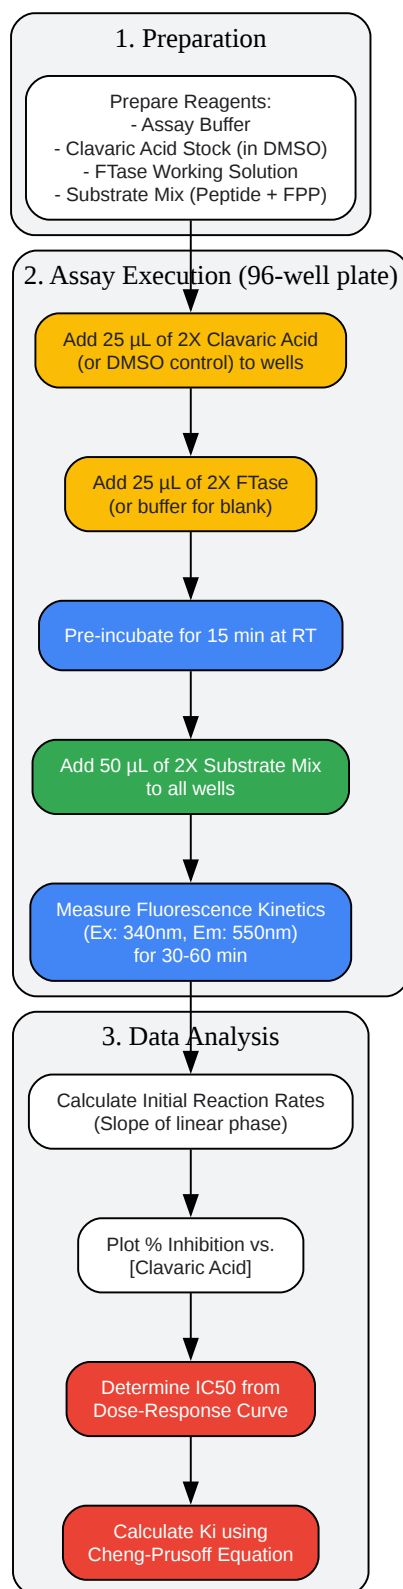 1. Preparation
Prepare Reagents:
- Assay Buffer
- Clavaric Acid Stock (in DMSO)
- FTase Working Solution
- Substrate Mix (Peptide + FPP)
2. Assay Execution (96-well plate)
Add 25 µL of 2X Clavaric Acid
(or DMSO control) to wells
Add 25 µL of 2X FTase
(or buffer for blank)
Pre-incubate for 15 min at RT
Add 50 µL of 2X Substrate Mix
to all wells
Measure Fluorescence Kinetics
(Ex: 340nm, Em: 550nm)
for 30-60 min
3. Data Analysis
Calculate Initial Reaction Rates
(Slope of linear phase)
Plot % Inhibition vs.
[Clavaric Acid]
Determine IC50 from
Dose-Response Curve
Calculate Ki using
Cheng-Prusoff Equation